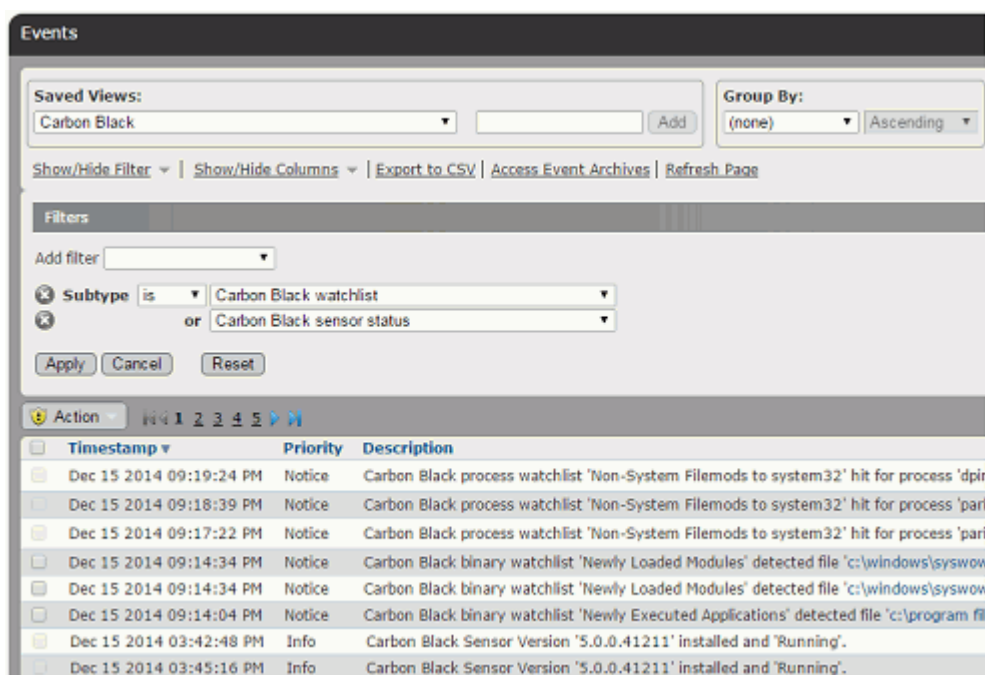 Events
Saved Views:
Group By:
Carbon Black
Add
(none)
Ascending
Show/Hide Filter | Show/Hide Columns | Export to CSV | Access Event Archives | Refresh Page
Filters
Add filter
Subtype is Carbon Black watchlist
or Carbon Black sensor status
Apply Cancel Reset
Action 1 2 3 4 5
Timestamp Priority Description
Dec 15 2014 09:19:24 PM Notice Carbon Black process watchlist 'Non-System Filemods to system32' hit for process
Dec 15 2014 09:18:39 PM Notice Carbon Black process watchlist 'Non-System Filemods to system32' hit for process
Dec 15 2014 09:17:22 PM Notice Carbon Black process watchlist 'Non-System Filemods to system32' hit for process
Dec 15 2014 09:14:34 PM Notice Carbon Black binary watchlist 'Newly Loaded Modules' detected file 'c:\windows\syswow
Dec 15 2014 09:14:34 PM Notice Carbon Black binary watchlist 'Newly Loaded Modules' detected file 'c:\windows\syswow
Dec 15 2014 09:14:04 PM Notice Carbon Black binary watchlist 'Newly Executed Applications' detected file 'c:\program
Dec 15 2014 03:42:48 PM Info Carbon Black Sensor Version '5.0.0.41211' installed and 'Running'.
Dec 15 2014 03:45:16 PM Info Carbon Black Sensor Version '5.0.0.41211' installed and 'Running'.